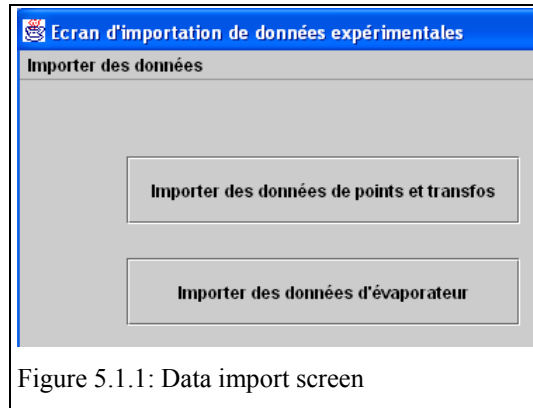 Ecran d'importation de données expérimentales
Importer des données
Importer des données de points et transfos
Importer des données d'évaporateur
Figure 5.1.1: Data import screen